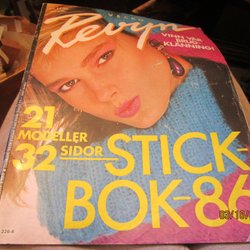 Revyn
VINN VÅR
BRUD-
KLÄNNING!
21
MODELLER
32 SIDOR
STICK-
BOK-86